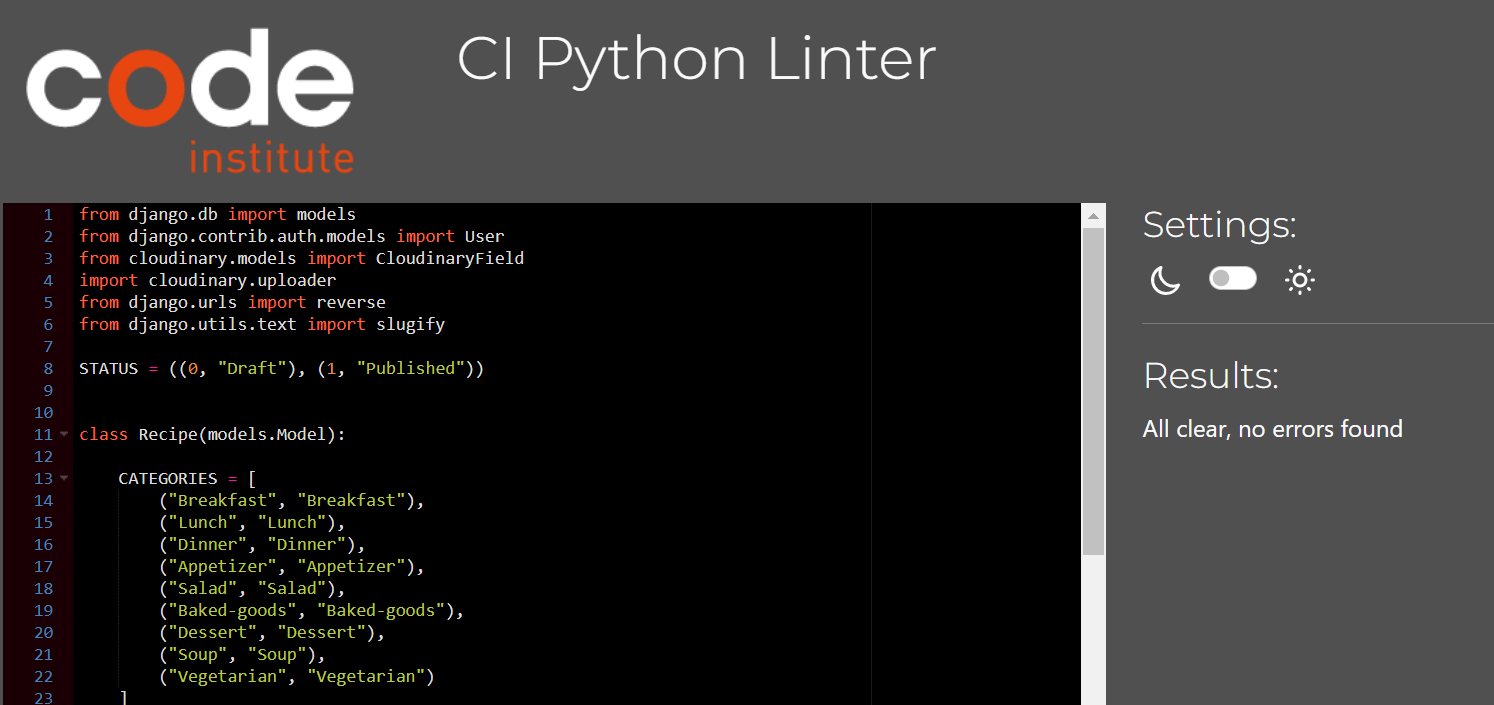 code
institute
CI Python Linter
1 from django.db import models
2 from django.contrib.auth.models import User
3 from cloudinary.models import CloudinaryField
4 import cloudinary.uploader
5 from django.urls import reverse
6 from django.utils.text import slugify
7
8 STATUS = ((0, "Draft"), (1, "Published"))
9
10
11 class Recipe(models.Model):
12
13     CATEGORIES = [
14         ("Breakfast", "Breakfast"),
15         ("Lunch", "Lunch"),
16         ("Dinner", "Dinner"),
17         ("Appetizer", "Appetizer"),
18         ("Salad", "Salad"),
19         ("Baked-goods", "Baked-goods"),
20         ("Dessert", "Dessert"),
21         ("Soup", "Soup"),
22         ("Vegetarian", "Vegetarian")
23     ]
Settings:
Results:
All clear, no errors found